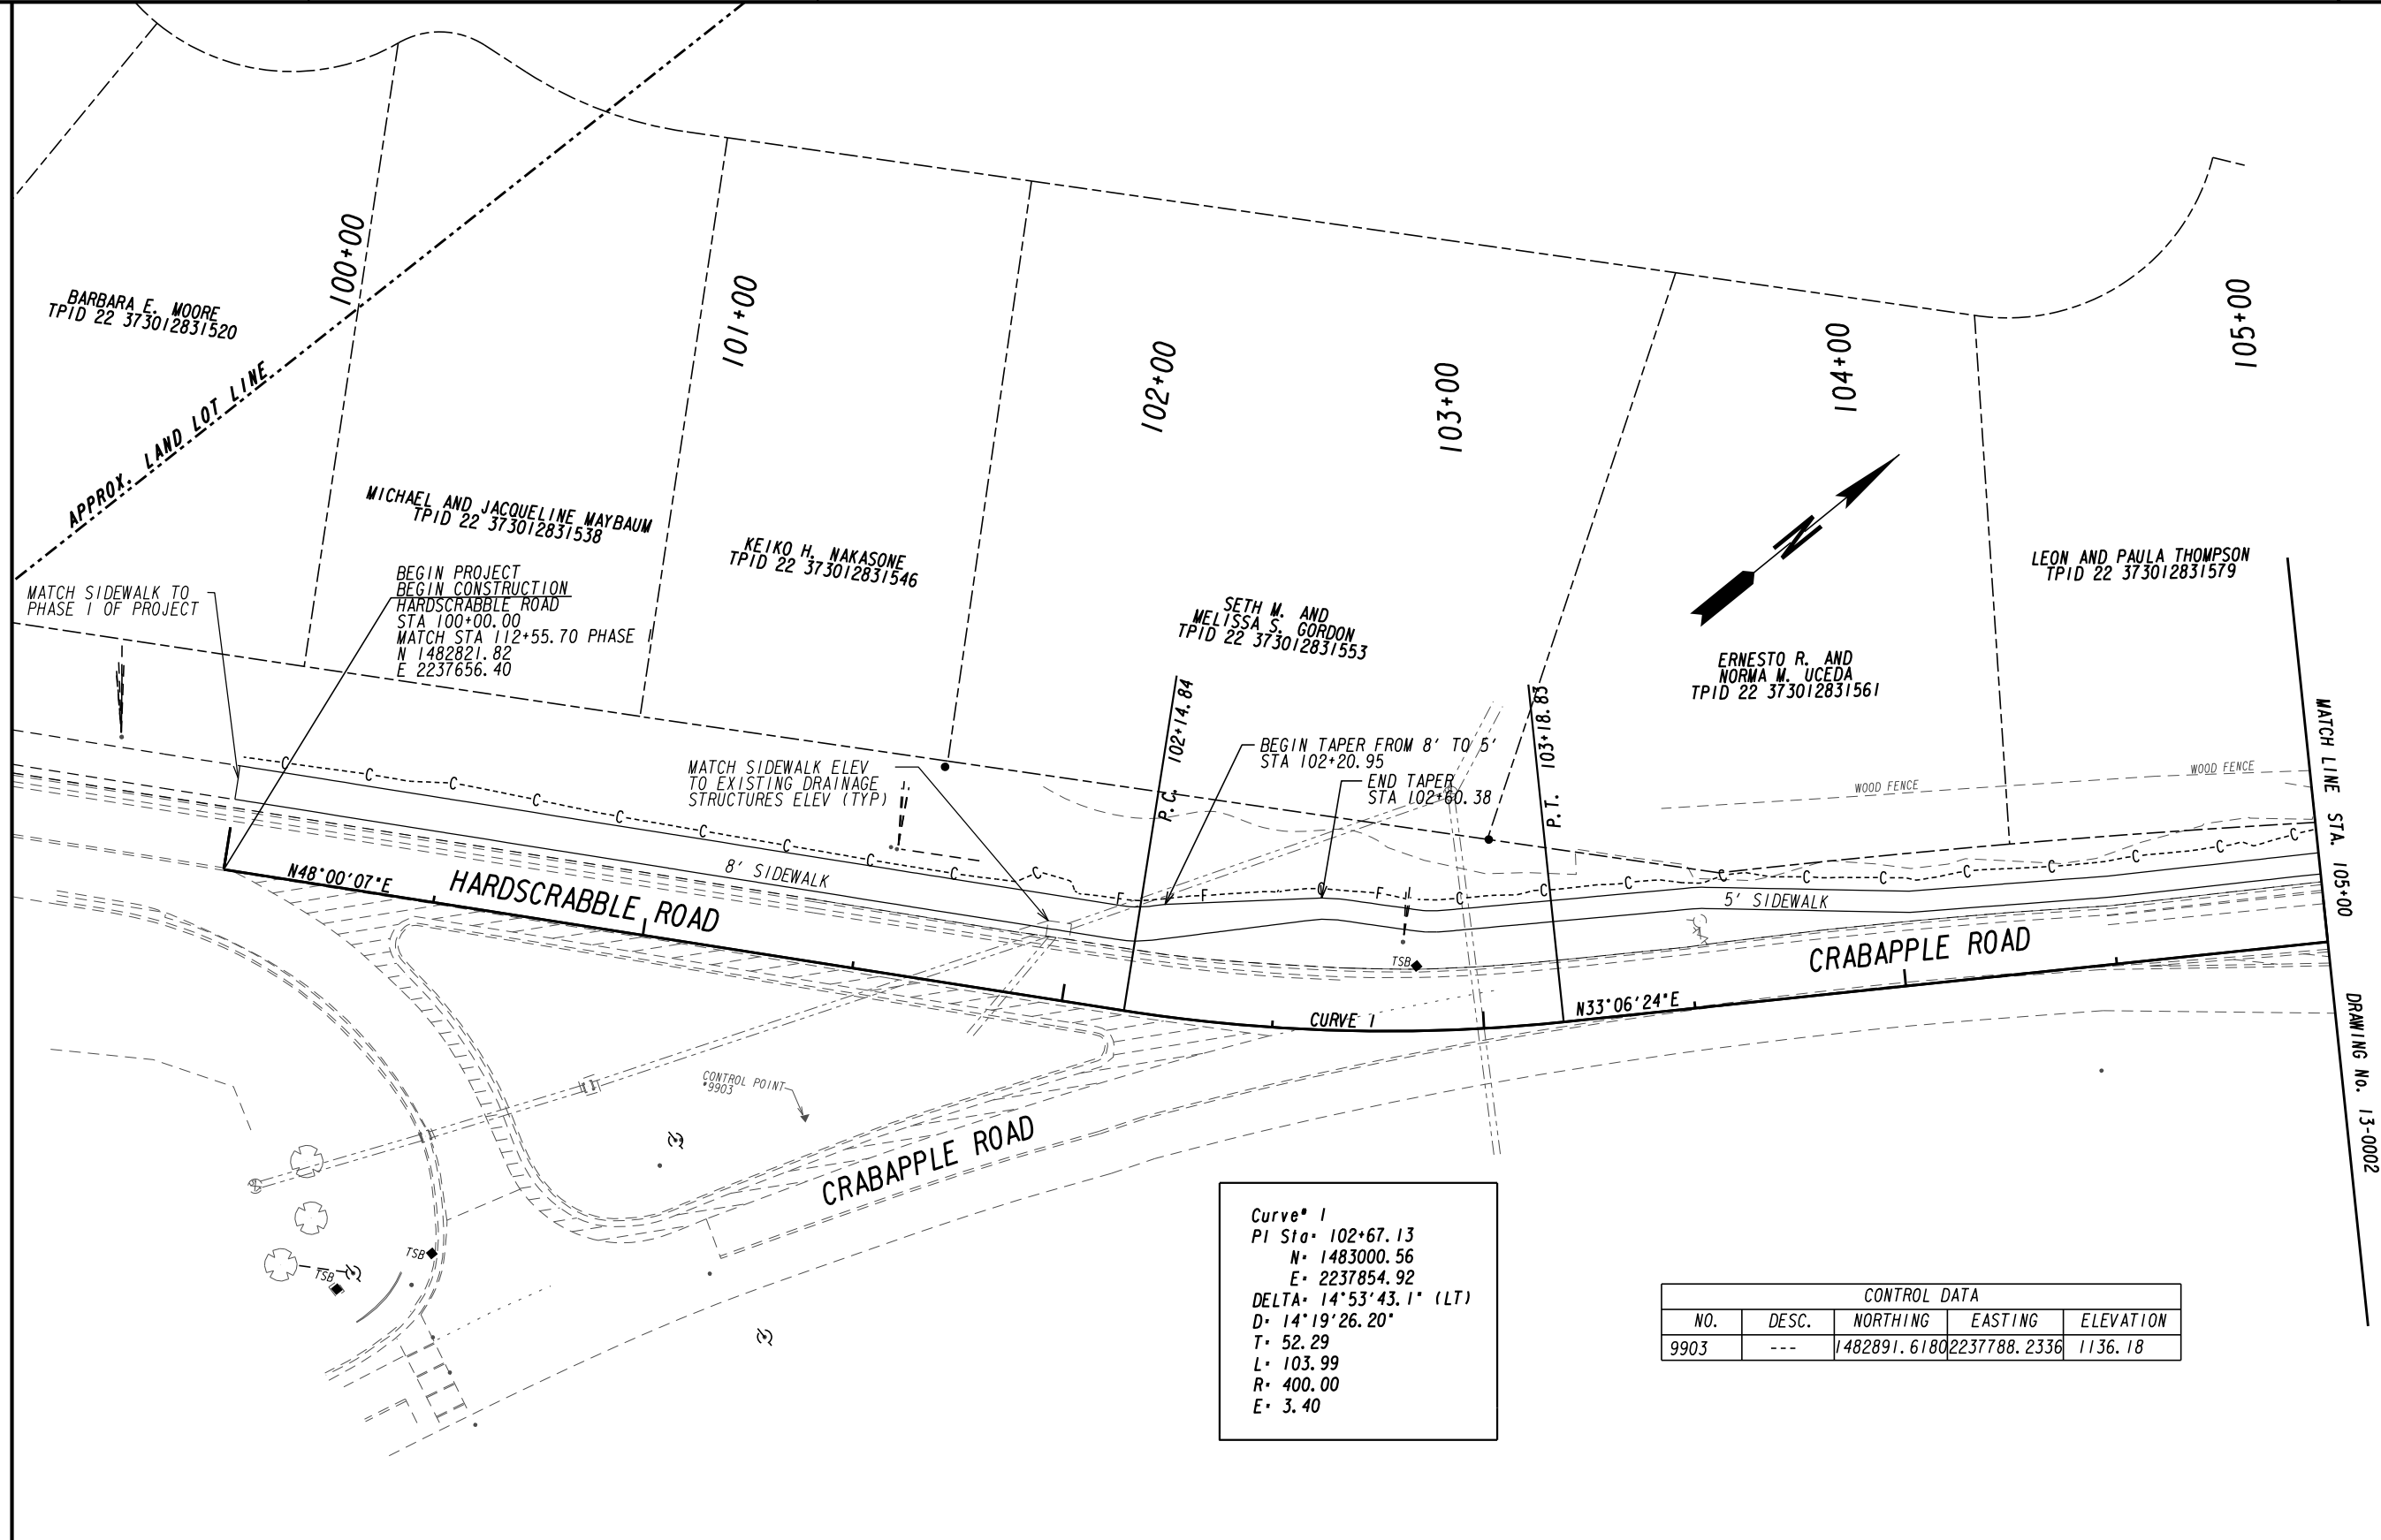 100+00
101+00
102+00
103+00
104+00
105+00
BARBARA E. MOORE
TPID 22 373012831520
APPROX. LAND LOT LINE
MICHAEL AND JACQUELINE MAYBAUM
TPID 22 373012831538
KEIKO H. NAKASONE
TPID 22 373012831546
SETH M. AND
MELISSA S. GORDON
TPID 22 373012831553
ERNESTO R. AND
NORMA M. UCEDA
TPID 22 373012831561
LEON AND PAULA THOMPSON
TPID 22 373012831579
N
MATCH SIDEWALK TO
PHASE 1 OF PROJECT
BEGIN PROJECT
BEGIN CONSTRUCTION
HARDSCRABBLE ROAD
STA 100+00.00
MATCH STA 112+55.70 PHASE 1
N 1482821.82
E 2237656.40
MATCH SIDEWALK ELEV
TO EXISTING DRAINAGE
STRUCTURES ELEV (TYP)
P.C. 102+14.84
BEGIN TAPER FROM 8' TO 5'
STA 102+20.95
END TAPER
STA 102+60.38
P.T. 103+18.83
WOOD FENCE
WOOD FENCE
C C C C C C C C C C F F C F C C C C C C C C C C
8' SIDEWALK
5' SIDEWALK
N48°00'07"E
HARDSCRABBLE ROAD
CURVE 1
N33°06'24"E
CRABAPPLE ROAD
TSB
CONTROL POINT
#9903
CRABAPPLE ROAD
TSB
TSB
MATCH LINE STA. 105+00
DRAWING No. 13-0002
Curve# 1
PI Sta= 102+67.13
N= 1483000.56
E= 2237854.92
DELTA= 14°53'43.1" (LT)
D= 14°19'26.20"
T= 52.29
L= 103.99
R= 400.00
E= 3.40
CONTROL DATA
NO. DESC. NORTHING EASTING ELEVATION
9903 --- 1482891.6180 2237788.2336 1136.18